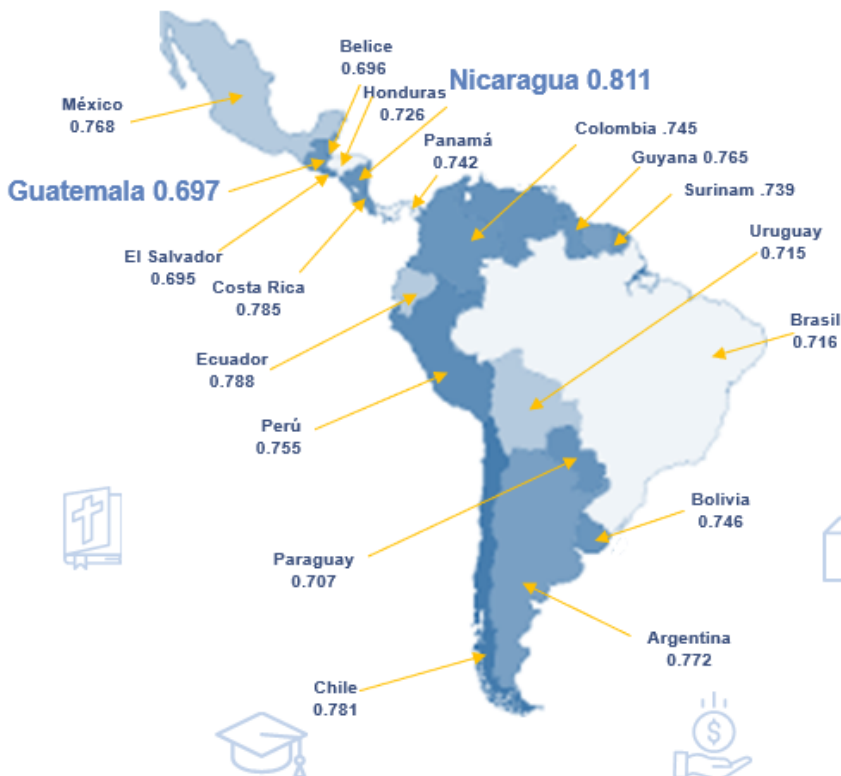 Belice
0.696
Nicaragua 0.811
Honduras
0.726
México
0.768
Panamá
0.742
Colombia .745
Guyana 0.765
Surinam .739
Guatemala 0.697
Uruguay
0.715
El Salvador
0.695
Costa Rica
0.785
Brasil
0.716
Ecuador
0.788
Perú
0.755
Bolivia
0.746
Paraguay
0.707
Argentina
0.772
Chile
0.781
$